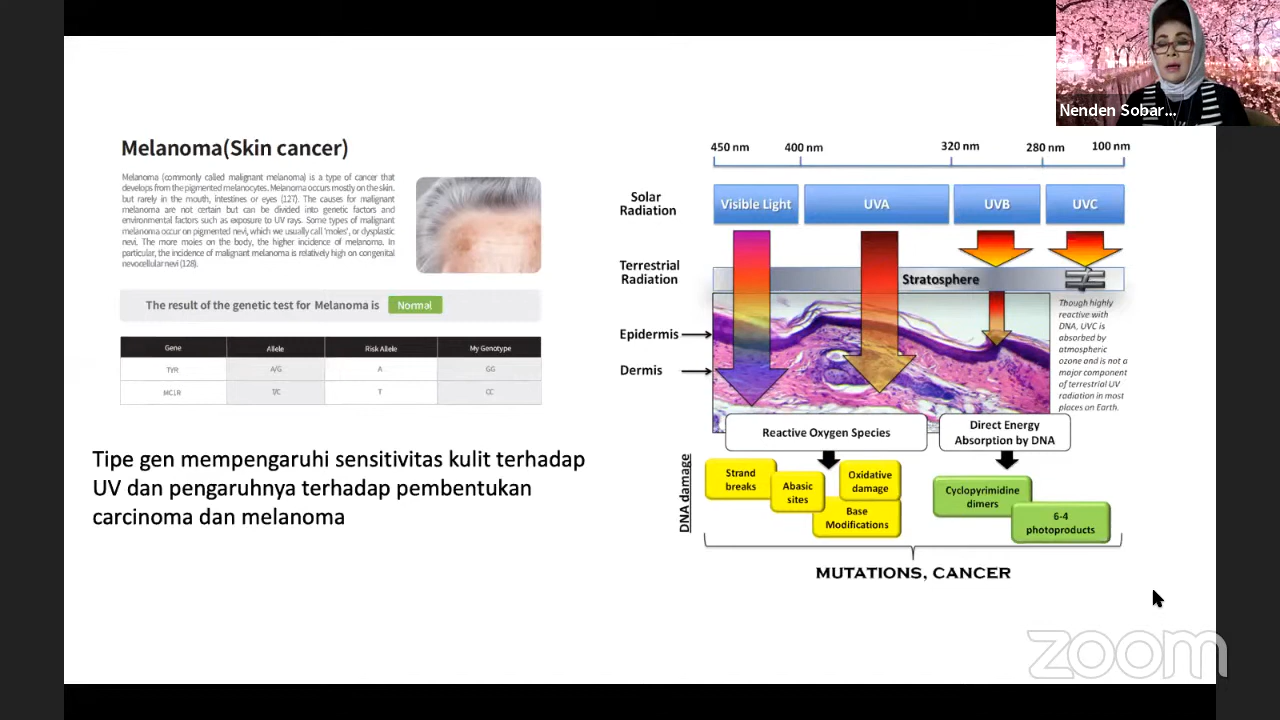 Nenden Sobar...
Melanoma(Skin cancer)
Melanoma (commonly called malignant melanoma) is a type of cancer that
develops from the pigmented melanocytes. Melanoma occurs mostly on the skin,
but rarely in the mouth, intestines or eyes (127). The causes for malignant
melanoma are not certain but can be divided into genetic factors and
environmental factors such as exposure to UV rays. Some types of malignant
melanoma occur on pigmented nevi, which we usually call 'moles', or dysplastic
nevi. The more moles on the body, the higher incidence of melanoma. In
particular, the incidence of malignant melanoma is relatively high on congenital
nevocellular nevi (128).
The result of the genetic test for Melanoma is Normal
Gene Allele Risk Allele My Genotype
TYR A/G A GG
MC1R T/C T CC
Tipe gen mempengaruhi sensitivitas kulit terhadap
UV dan pengaruhnya terhadap pembentukan
carcinoma dan melanoma
450 nm 400 nm 320 nm 280 nm 100 nm
Solar
Radiation
Visible Light UVA UVB UVC
Terrestrial
Radiation
Stratosphere
Epidermis
Dermis
Though highly
reactive with
DNA, UVC is
absorbed by
atmospheric
ozone and is not a
major component
of terrestrial UV
radiation in most
places on Earth.
Reactive Oxygen Species
Direct Energy
Absorption by DNA
DNA damage
Strand
breaks
Abasic
sites
Oxidative
damage
Base
Modifications
Cyclopyrimidine
dimers
6-4
photoproducts
MUTATIONS, CANCER
zoom